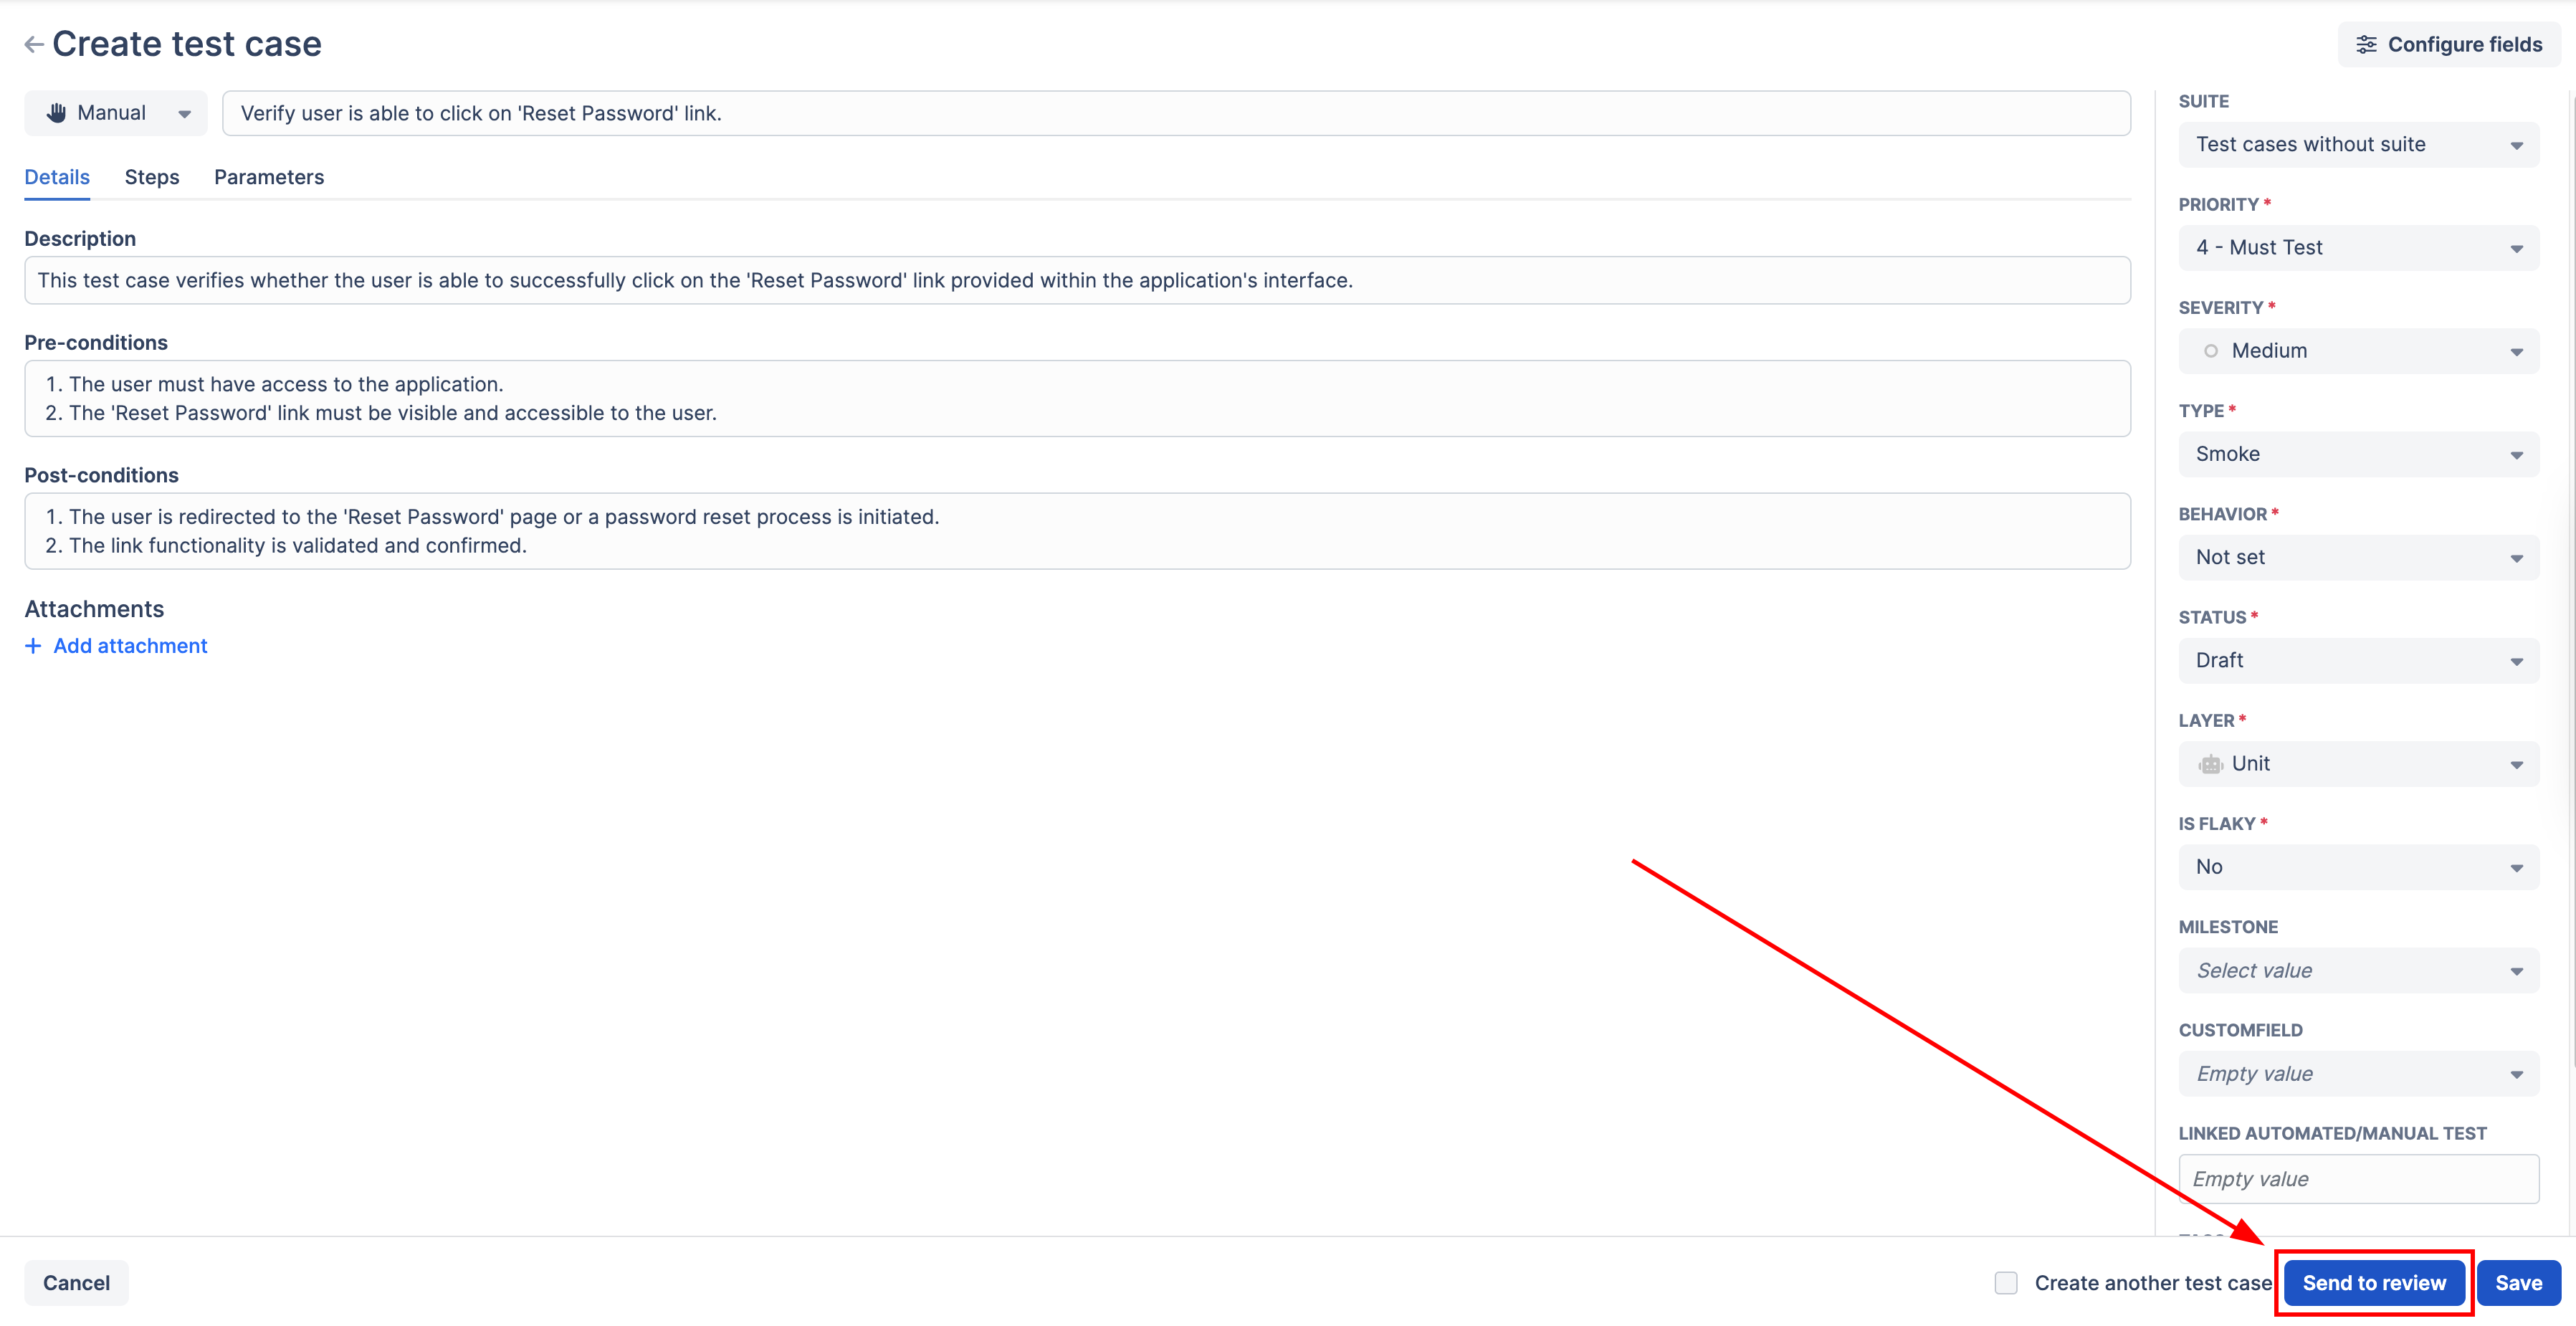 Create test case
Configure fields
Manual
Verify user is able to click on 'Reset Password' link.
Details
Steps
Parameters
Description
This test case verifies whether the user is able to successfully click on the 'Reset Password' link provided within the application's interface.
Pre-conditions
1. The user must have access to the application.
2. The 'Reset Password' link must be visible and accessible to the user.
Post-conditions
1. The user is redirected to the 'Reset Password' page or a password reset process is initiated.
2. The link functionality is validated and confirmed.
Attachments
+ Add attachment
SUITE
Test cases without suite
PRIORITY *
4 - Must Test
SEVERITY *
Medium
TYPE *
Smoke
BEHAVIOR *
Not set
STATUS *
Draft
LAYER *
Unit
IS FLAKY *
No
MILESTONE
Select value
CUSTOMFIELD
Empty value
LINKED AUTOMATED/MANUAL TEST
Empty value
Cancel
Create another test case
Send to review
Save